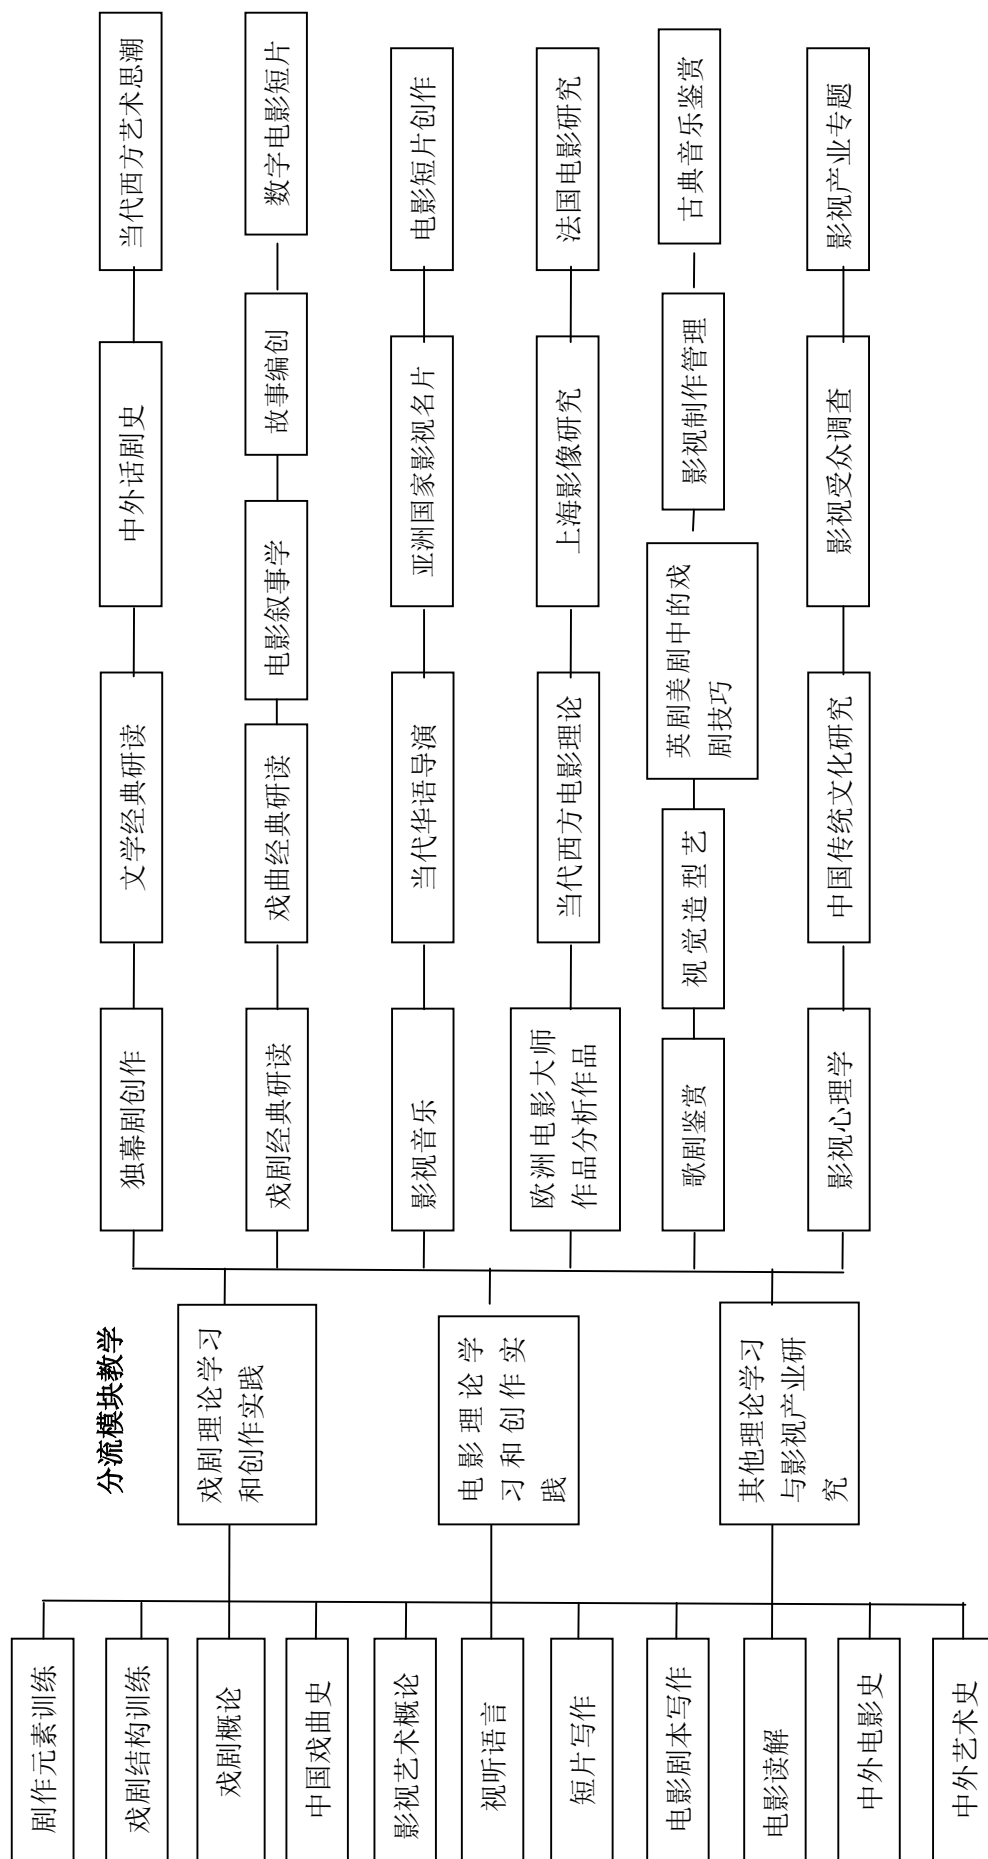 剧作元素训练
戏剧结构训练
戏剧概论
中国戏曲史
影视艺术概论
视听语言
短片写作
电影剧本写作
电影读解
中外电影史
中外艺术史
分流模块教学
戏剧理论学习
和创作实践
电影理论学
习和创作实
践
其他理论学习
与影视产业研
究
独幕剧创作
文学经典研读
中外话剧史
当代西方艺术思潮
戏剧经典研读
戏曲经典研读
电影叙事学
故事编创
数字电影短片
影视音乐
当代华语导演
亚洲国家影视名片
电影短片创作
欧洲电影大师
作品分析作品
当代西方电影理论
上海影像研究
法国电影研究
歌剧鉴赏
视觉造型艺
英剧美剧中的戏
剧技巧
影视制作管理
古典音乐鉴赏
影视心理学
中国传统文化研究
影视受众调查
影视产业专题